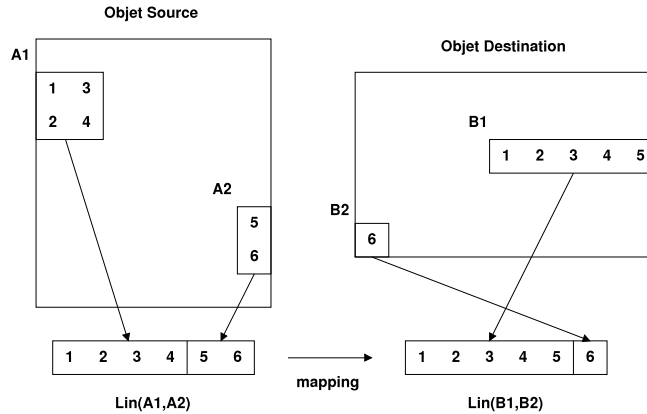 Objet Source
A1
1 3
2 4
A2
5
6
1 2 3 4 5 6
Lin(A1,A2)
mapping
Objet Destination
B1
1 2 3 4 5
B2
6
1 2 3 4 5 6
Lin(B1,B2)